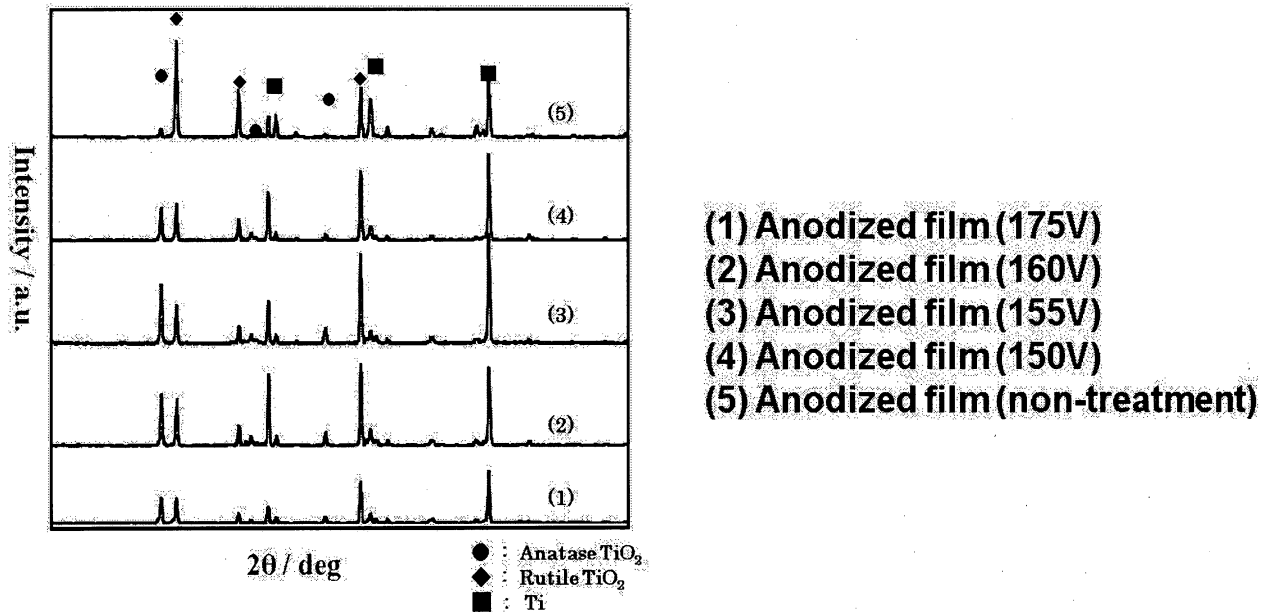 (5)
(4)
(3)
(2)
(1)
Intensity / a.u.
2θ / deg
● : Anatase TiO₂
◆ : Rutile TiO₂
■ : Ti
(1) Anodized film (175V)
(2) Anodized film (160V)
(3) Anodized film (155V)
(4) Anodized film (150V)
(5) Anodized film (non-treatment)